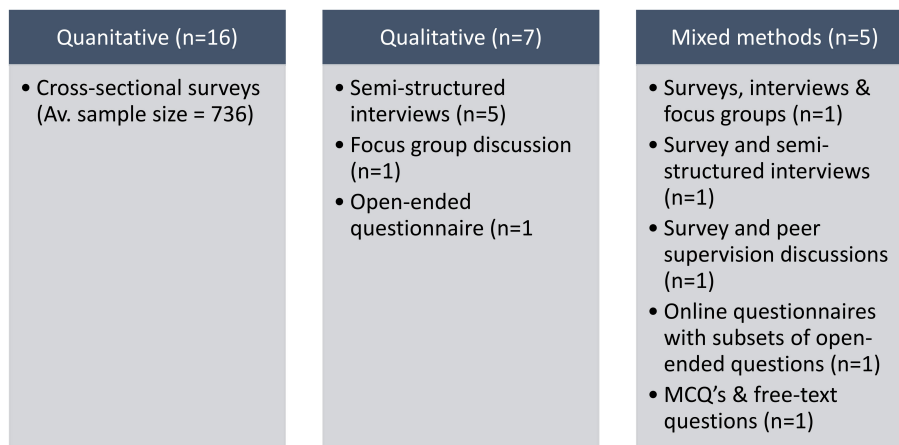 Quanitative (n=16)
• Cross-sectional surveys
(Av. sample size = 736)
Qualitative (n=7)
• Semi-structured
interviews (n=5)
• Focus group discussion
(n=1)
• Open-ended
questionnaire (n=1
Mixed methods (n=5)
• Surveys, interviews &
focus groups (n=1)
• Survey and semi-
structured interviews
(n=1)
• Survey and peer
supervision discussions
(n=1)
• Online questionnaires
with subsets of open-
ended questions (n=1)
• MCQ’s & free-text
questions (n=1)